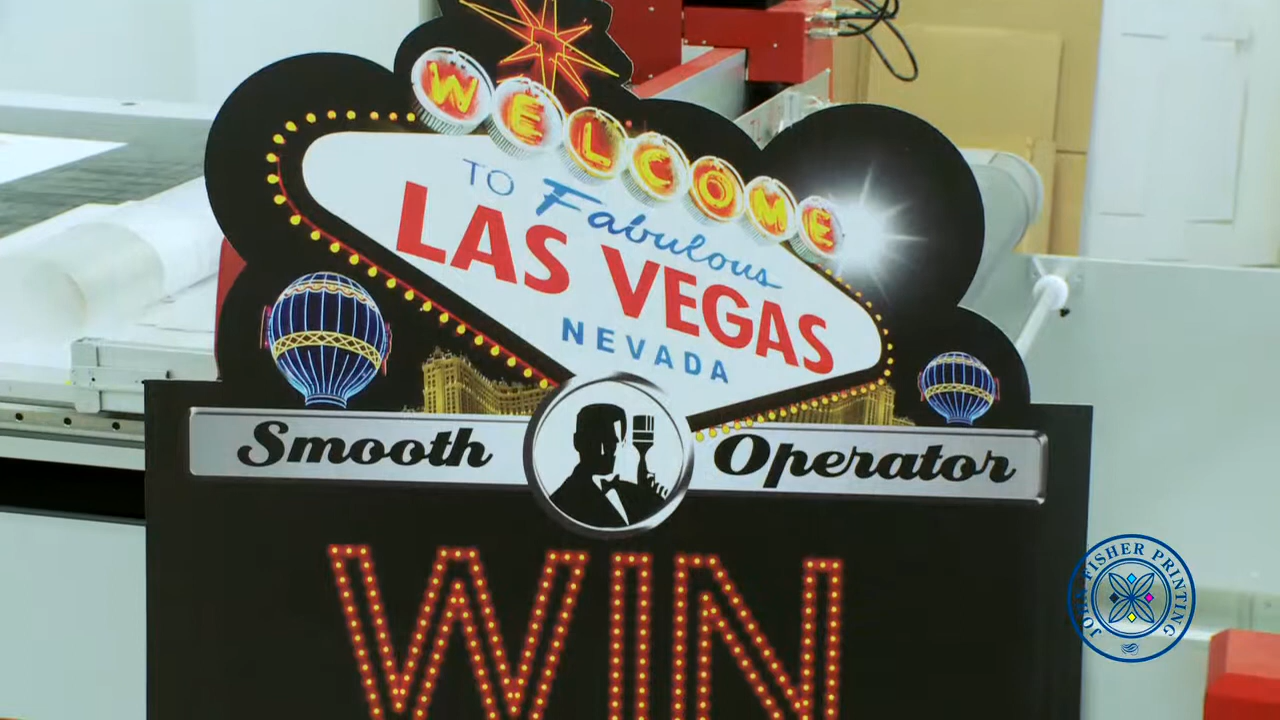 WELCOME
TO Fabulous
LAS VEGAS
NEVADA
Smooth Operator
WIN
JOHN FISHER PRINTING